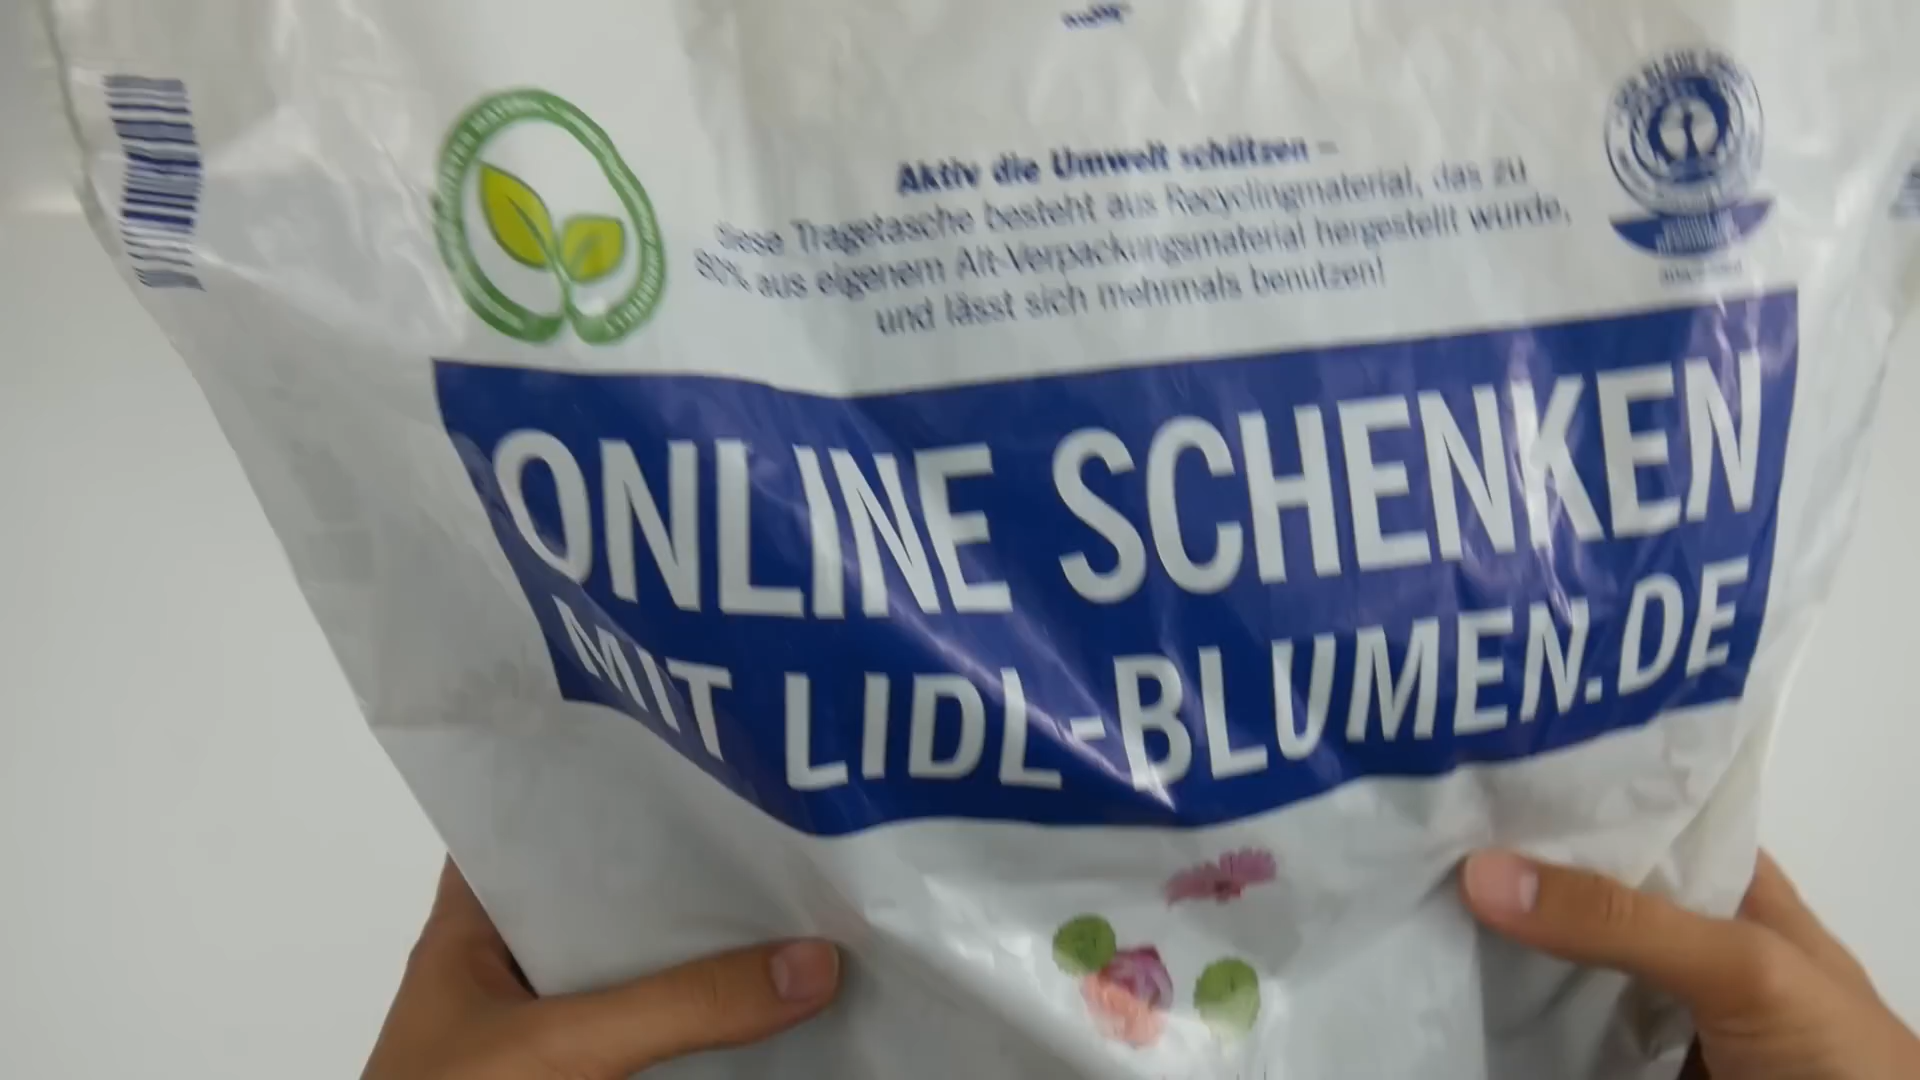 Aktiv die Umwelt schützen –
Diese Tragetasche besteht aus Recyclingmaterial, das zu
80% aus eigenem Alt-Verpackungsmaterial hergestellt wurde,
und lässt sich mehrmals benutzen!
ONLINE SCHENKEN
MIT LIDL-BLUMEN.DE